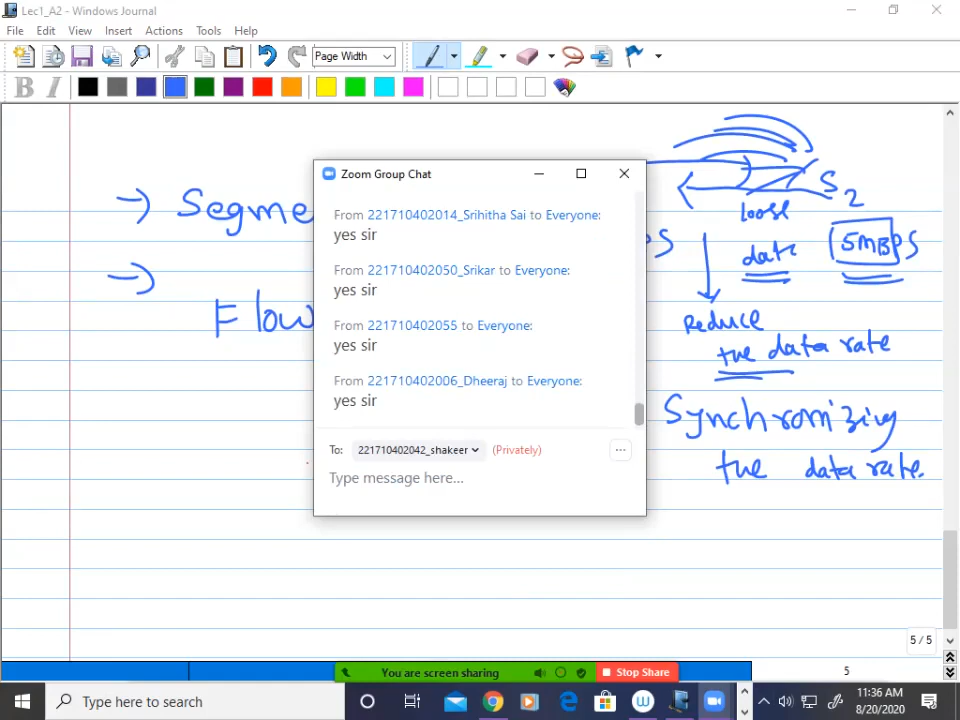 Lec1_A2 - Windows Journal
File Edit View Insert Actions Tools Help
Page Width
B I
Zoom Group Chat
From 221710402014_Srihitha Sai to Everyone:
yes sir
From 221710402050_Srikar to Everyone:
yes sir
From 221710402055 to Everyone:
yes sir
From 221710402006_Dheeraj to Everyone:
yes sir
To: 221710402042_shakeer (Privately)
Type message here...
-> Segme
->
Flow
S2
loose
date
5MBPS
PS
Reduce
the data rate
Synchronizing
the data rate.
5 / 5
You are screen sharing Stop Share
5
Type here to search
11:36 AM
8/20/2020